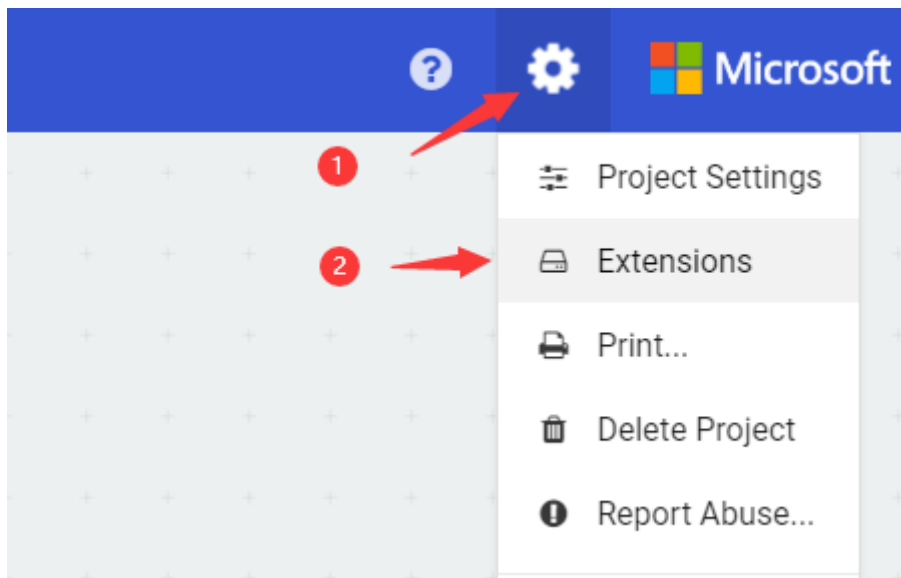 ?
Microsoft
1
Project Settings
2
Extensions
Print...
Delete Project
Report Abuse...